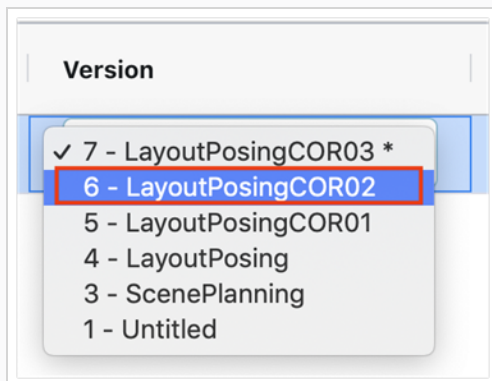 Version
✓ 7 - LayoutPosingCOR03 *
6 - LayoutPosingCOR02
5 - LayoutPosingCOR01
4 - LayoutPosing
3 - ScenePlanning
1 - Untitled